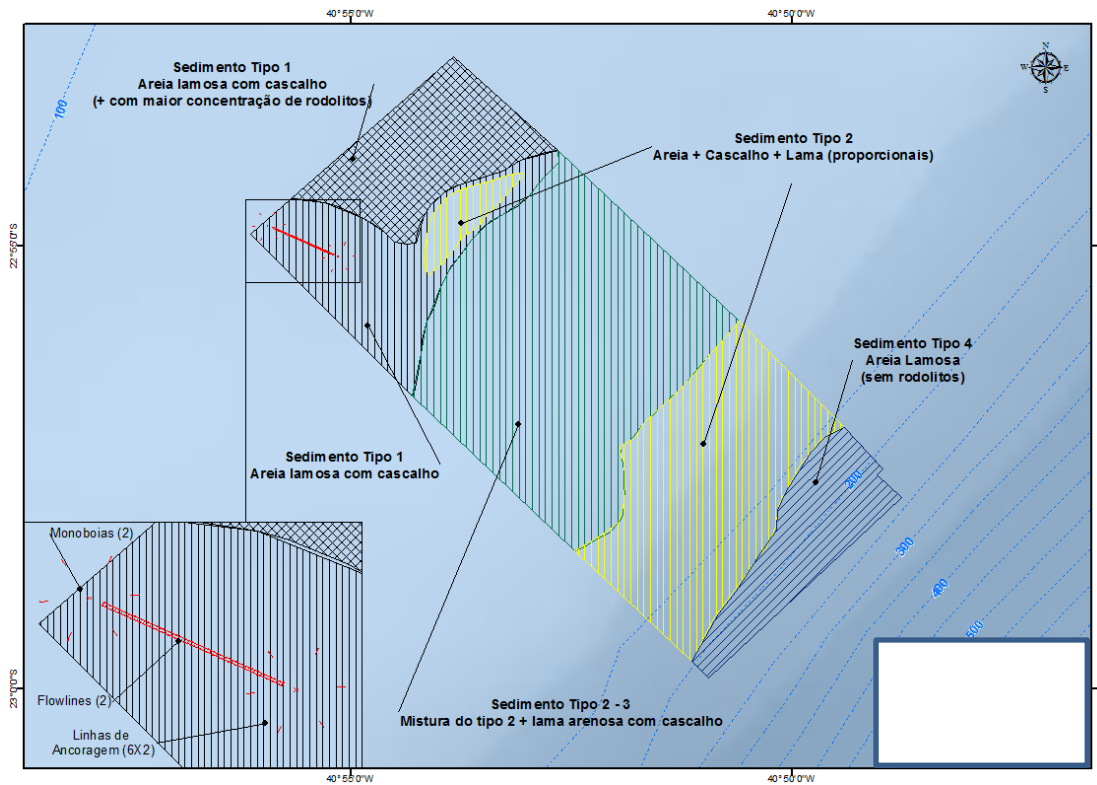 40°55'0"W
40°50'0"W
N
W
E
S
100
Sedimento Tipo 1
Areia lamosa com cascalho
(+ com maior concentração de rodolitos)
Sedimento Tipo 2
Areia + Cascalho + Lama (proporcionais)
22°55'0"S
Sedimento Tipo 4
Areia Lamosa
(sem rodolitos)
Sedimento Tipo 1
Areia lamosa com cascalho
200
300
400
500
Monoboias (2)
Flowlines (2)
Linhas de
Ancoragem (6X2)
23°0'0"S
Sedimento Tipo 2 - 3
Mistura do tipo 2 + lama arenosa com cascalho
40°55'0"W
40°50'0"W